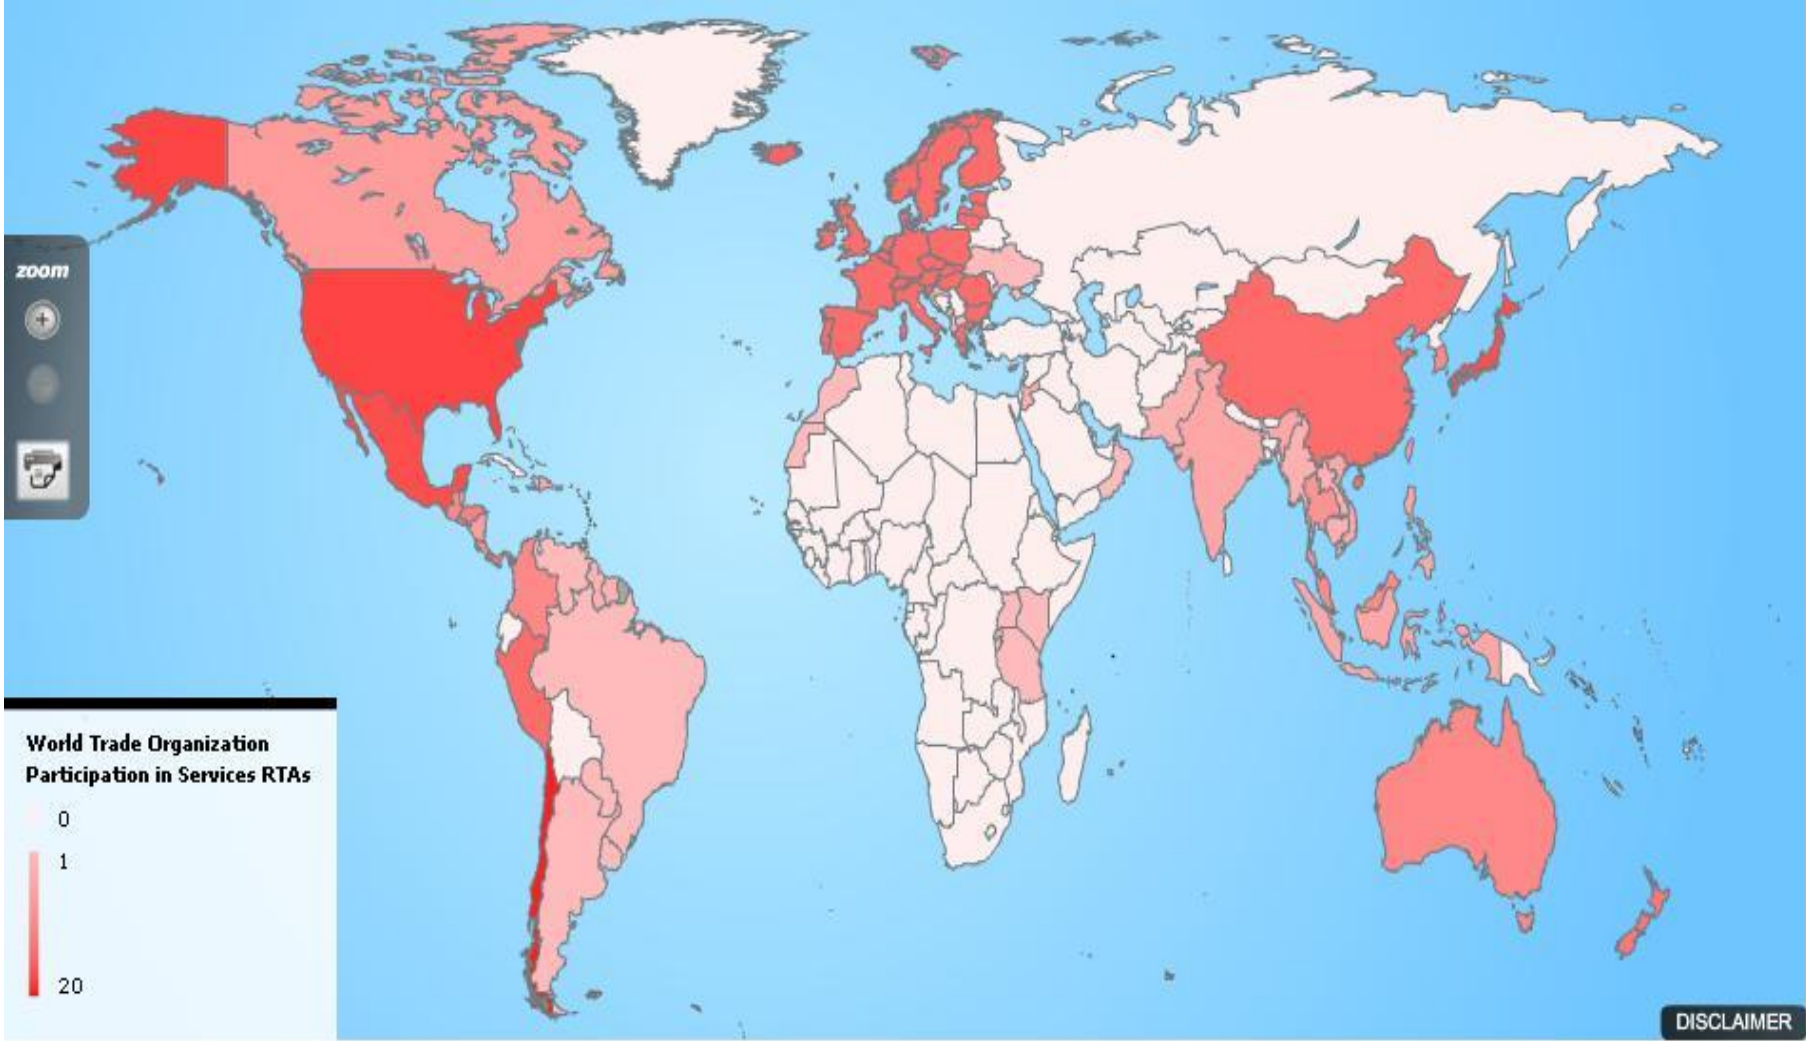 zoom
World Trade Organization
Participation in Services RTAs
0
1
20
DISCLAIMER